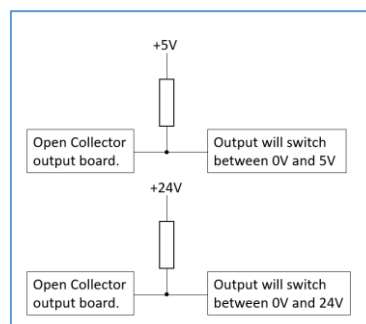 +5V
Open Collector
output board.
Output will switch
between 0V and 5V
+24V
Open Collector
output board.
Output will switch
between 0V and 24V